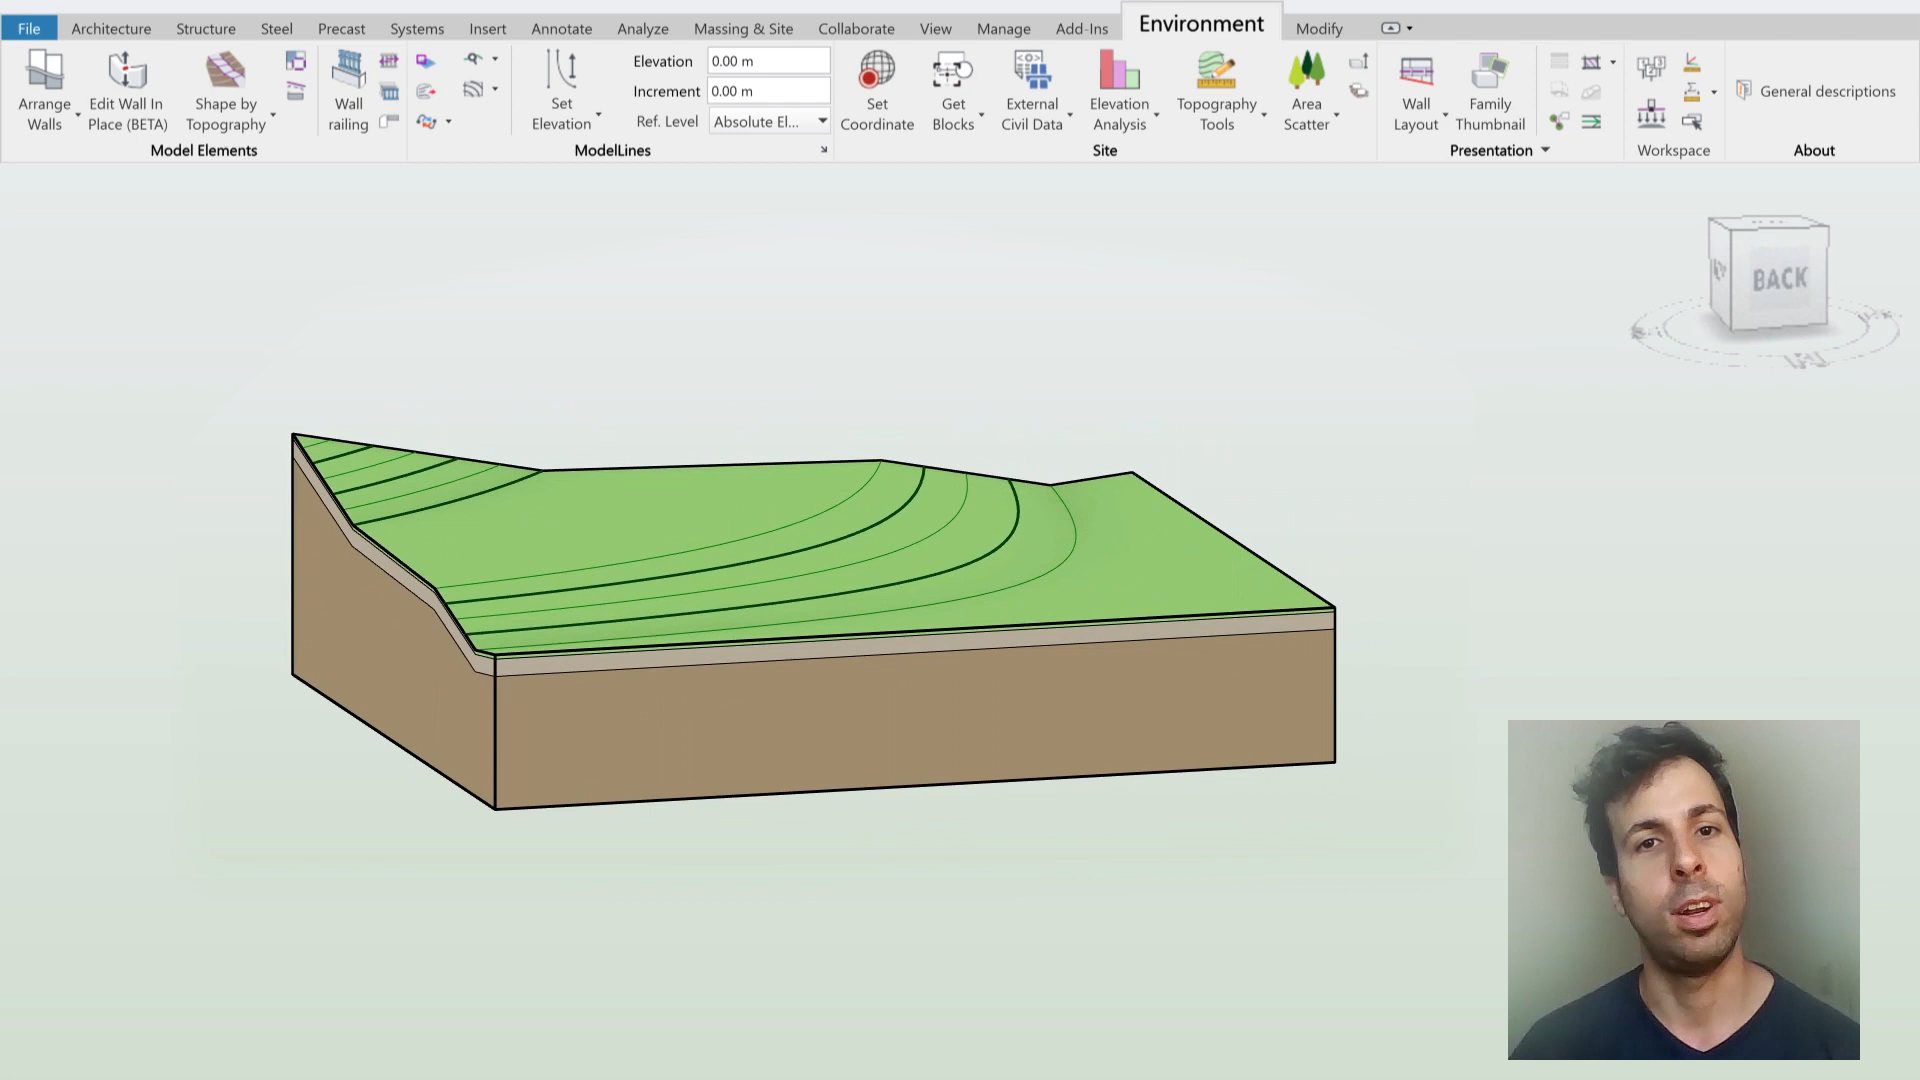 File Architecture Structure Steel Precast Systems Insert Annotate Analyze Massing & Site Collaborate View Manage Add-Ins Environment Modify
Arrange
Walls
Edit Wall In
Place (BETA)
Shape by
Topography
Wall
railing
Model Elements
Set
Elevation
Elevation 0.00 m
Increment 0.00 m
Ref. Level Absolute El...
ModelLines
Set
Coordinate
Get
Blocks
External
Civil Data
Elevation
Analysis
Topography
Tools
Area
Scatter
Site
Wall
Layout
Family
Thumbnail
Presentation
Workspace
General descriptions
About
BACK